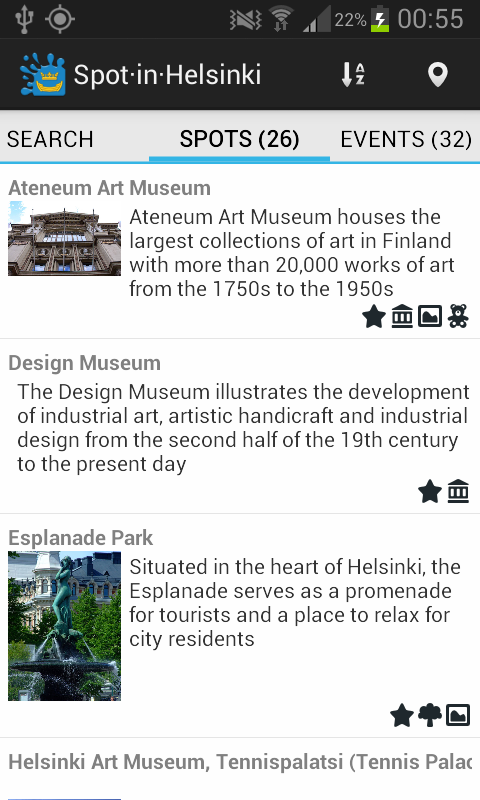 22% 00:55
Spot·in·Helsinki
A
Z
SEARCH SPOTS (26) EVENTS (32)
Ateneum Art Museum
Ateneum Art Museum houses the
largest collections of art in Finland
with more than 20,000 works of art
from the 1750s to the 1950s
Design Museum
The Design Museum illustrates the development
of industrial art, artistic handicraft and industrial
design from the second half of the 19th century
to the present day
Esplanade Park
Situated in the heart of Helsinki, the
Esplanade serves as a promenade
for tourists and a place to relax for
city residents
Helsinki Art Museum, Tennispalatsi (Tennis Palac